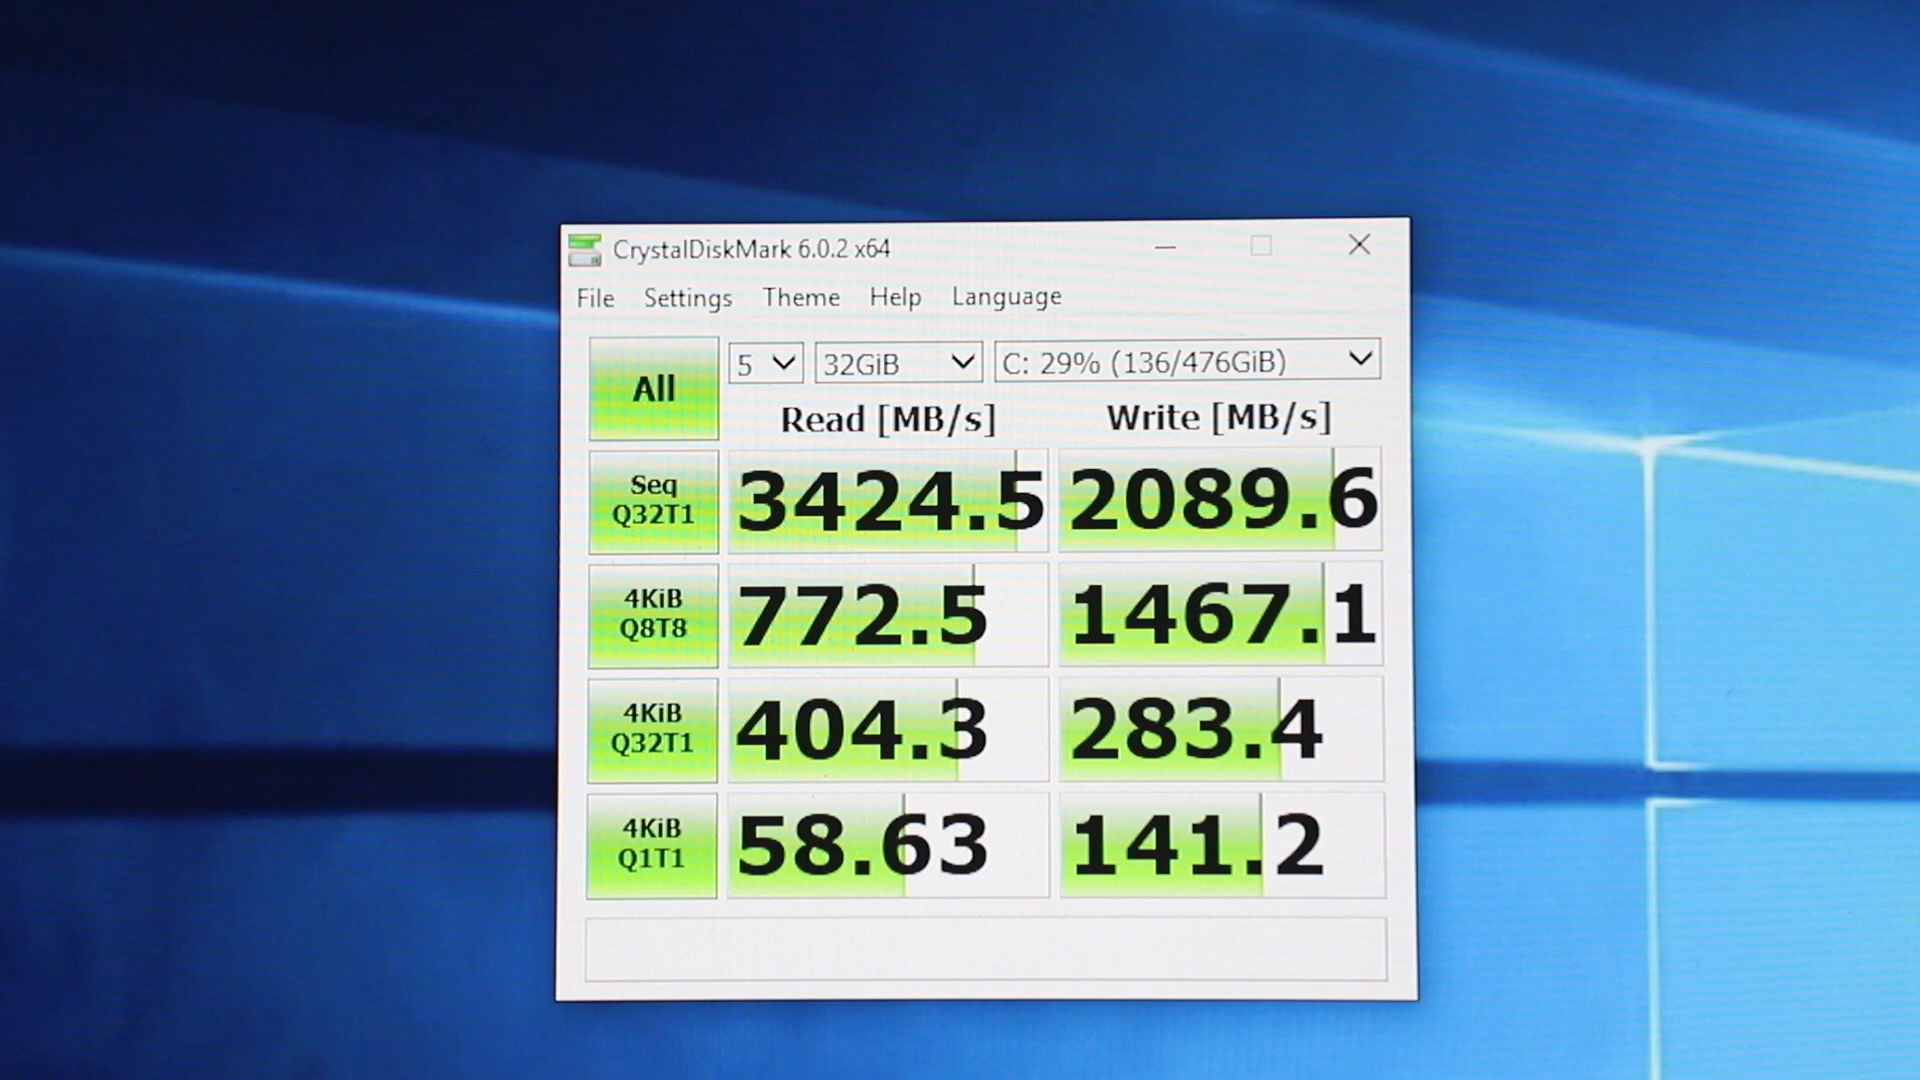 CrystalDiskMark 6.0.2 x64
File Settings Theme Help Language
All 5 32GiB C: 29% (136/476GiB)
Read [MB/s] Write [MB/s]
Seq
Q32T1 3424.5 2089.6
4KiB
Q8T8 772.5 1467.1
4KiB
Q32T1 404.3 283.4
4KiB
Q1T1 58.63 141.2